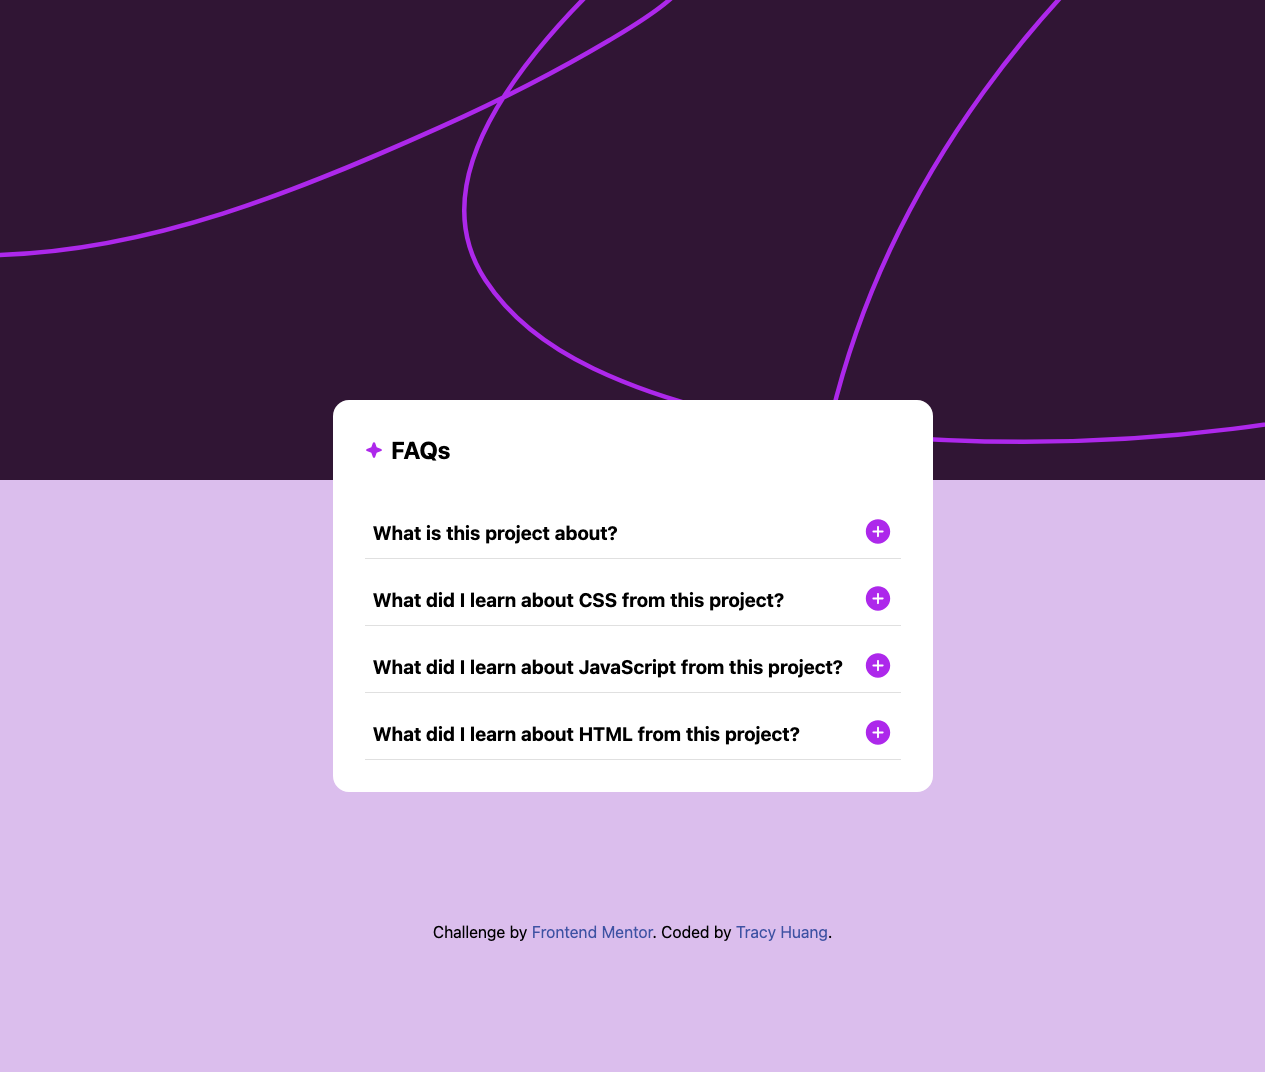 FAQs
What is this project about?
What did I learn about CSS from this project?
What did I learn about JavaScript from this project?
What did I learn about HTML from this project?
Challenge by Frontend Mentor. Coded by Tracy Huang.